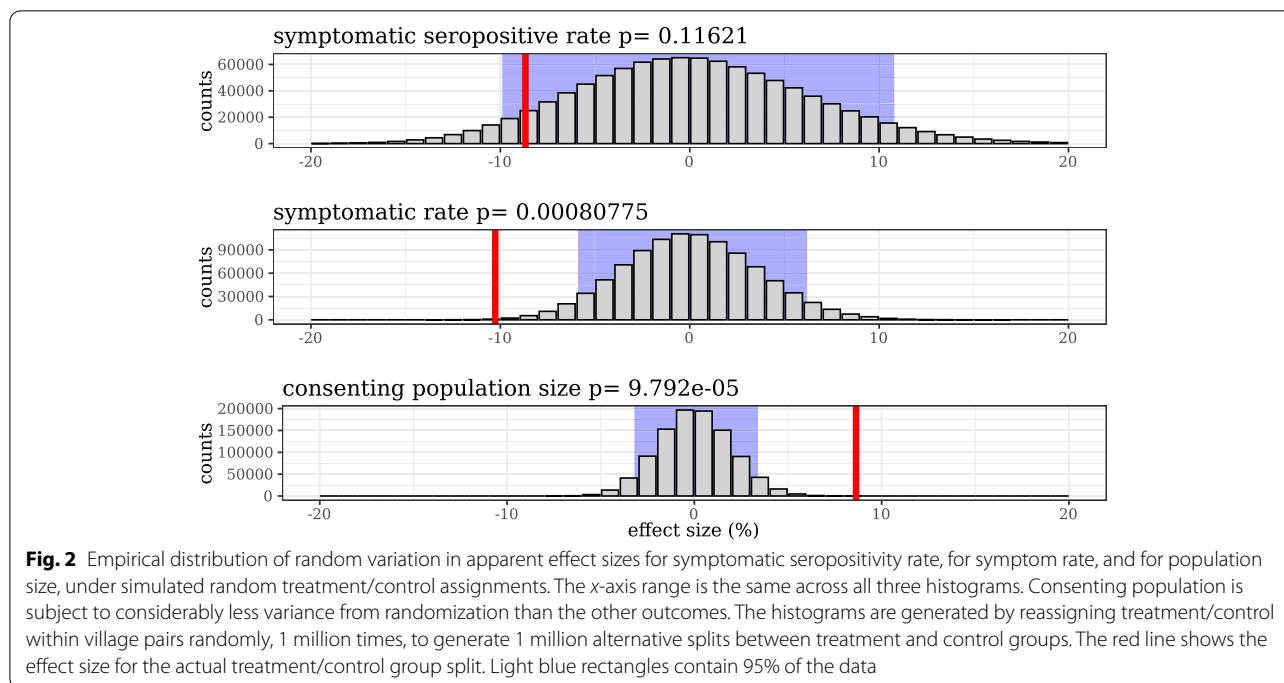 symptomatic seropositive rate p= 0.11621
60000
40000
20000
0
counts
-20 -10 0 10 20
symptomatic rate p= 0.00080775
90000
60000
30000
0
counts
-20 -10 0 10 20
consenting population size p= 9.792e-05
200000
150000
100000
50000
0
counts
-20 -10 0 10 20
effect size (%)
Fig. 2 Empirical distribution of random variation in apparent effect sizes for symptomatic seropositivity rate, for symptom rate, and for population
size, under simulated random treatment/control assignments. The x-axis range is the same across all three histograms. Consenting population is
subject to considerably less variance from randomization than the other outcomes. The histograms are generated by reassigning treatment/control
within village pairs randomly, 1 million times, to generate 1 million alternative splits between treatment and control groups. The red line shows the
effect size for the actual treatment/control group split. Light blue rectangles contain 95% of the data